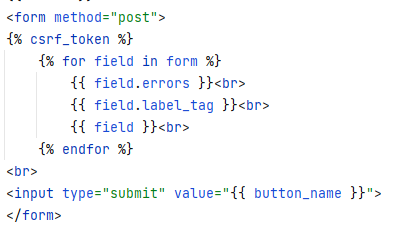 <form method="post">
{% csrf_token %}
    {% for field in form %}
        {{ field.errors }}<br>
        {{ field.label_tag }}<br>
        {{ field }}<br>
    {% endfor %}
<br>
<input type="submit" value="{{ button_name }}">
</form>